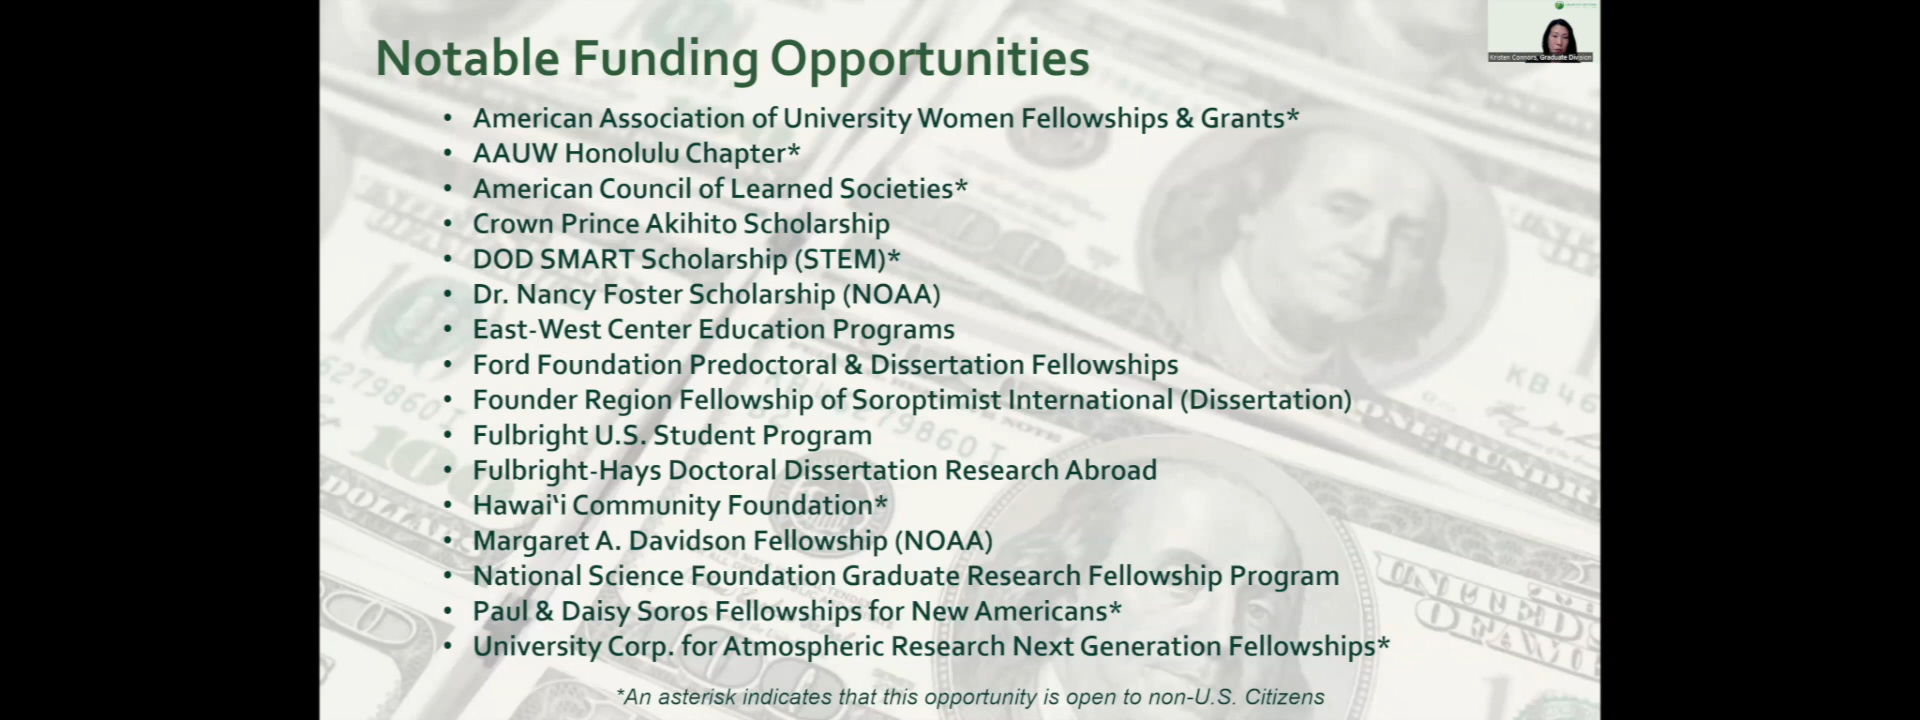 Notable Funding Opportunities
• American Association of University Women Fellowships & Grants*
• AAUW Honolulu Chapter*
• American Council of Learned Societies*
• Crown Prince Akihito Scholarship
• DOD SMART Scholarship (STEM)*
• Dr. Nancy Foster Scholarship (NOAA)
• East-West Center Education Programs
• Ford Foundation Predoctoral & Dissertation Fellowships
• Founder Region Fellowship of Soroptimist International (Dissertation)
• Fulbright U.S. Student Program
• Fulbright-Hays Doctoral Dissertation Research Abroad
• Hawai‘i Community Foundation*
• Margaret A. Davidson Fellowship (NOAA)
• National Science Foundation Graduate Research Fellowship Program
• Paul & Daisy Soros Fellowships for New Americans*
• University Corp. for Atmospheric Research Next Generation Fellowships*
*An asterisk indicates that this opportunity is open to non-U.S. Citizens
Kristen Connors, Graduate Division